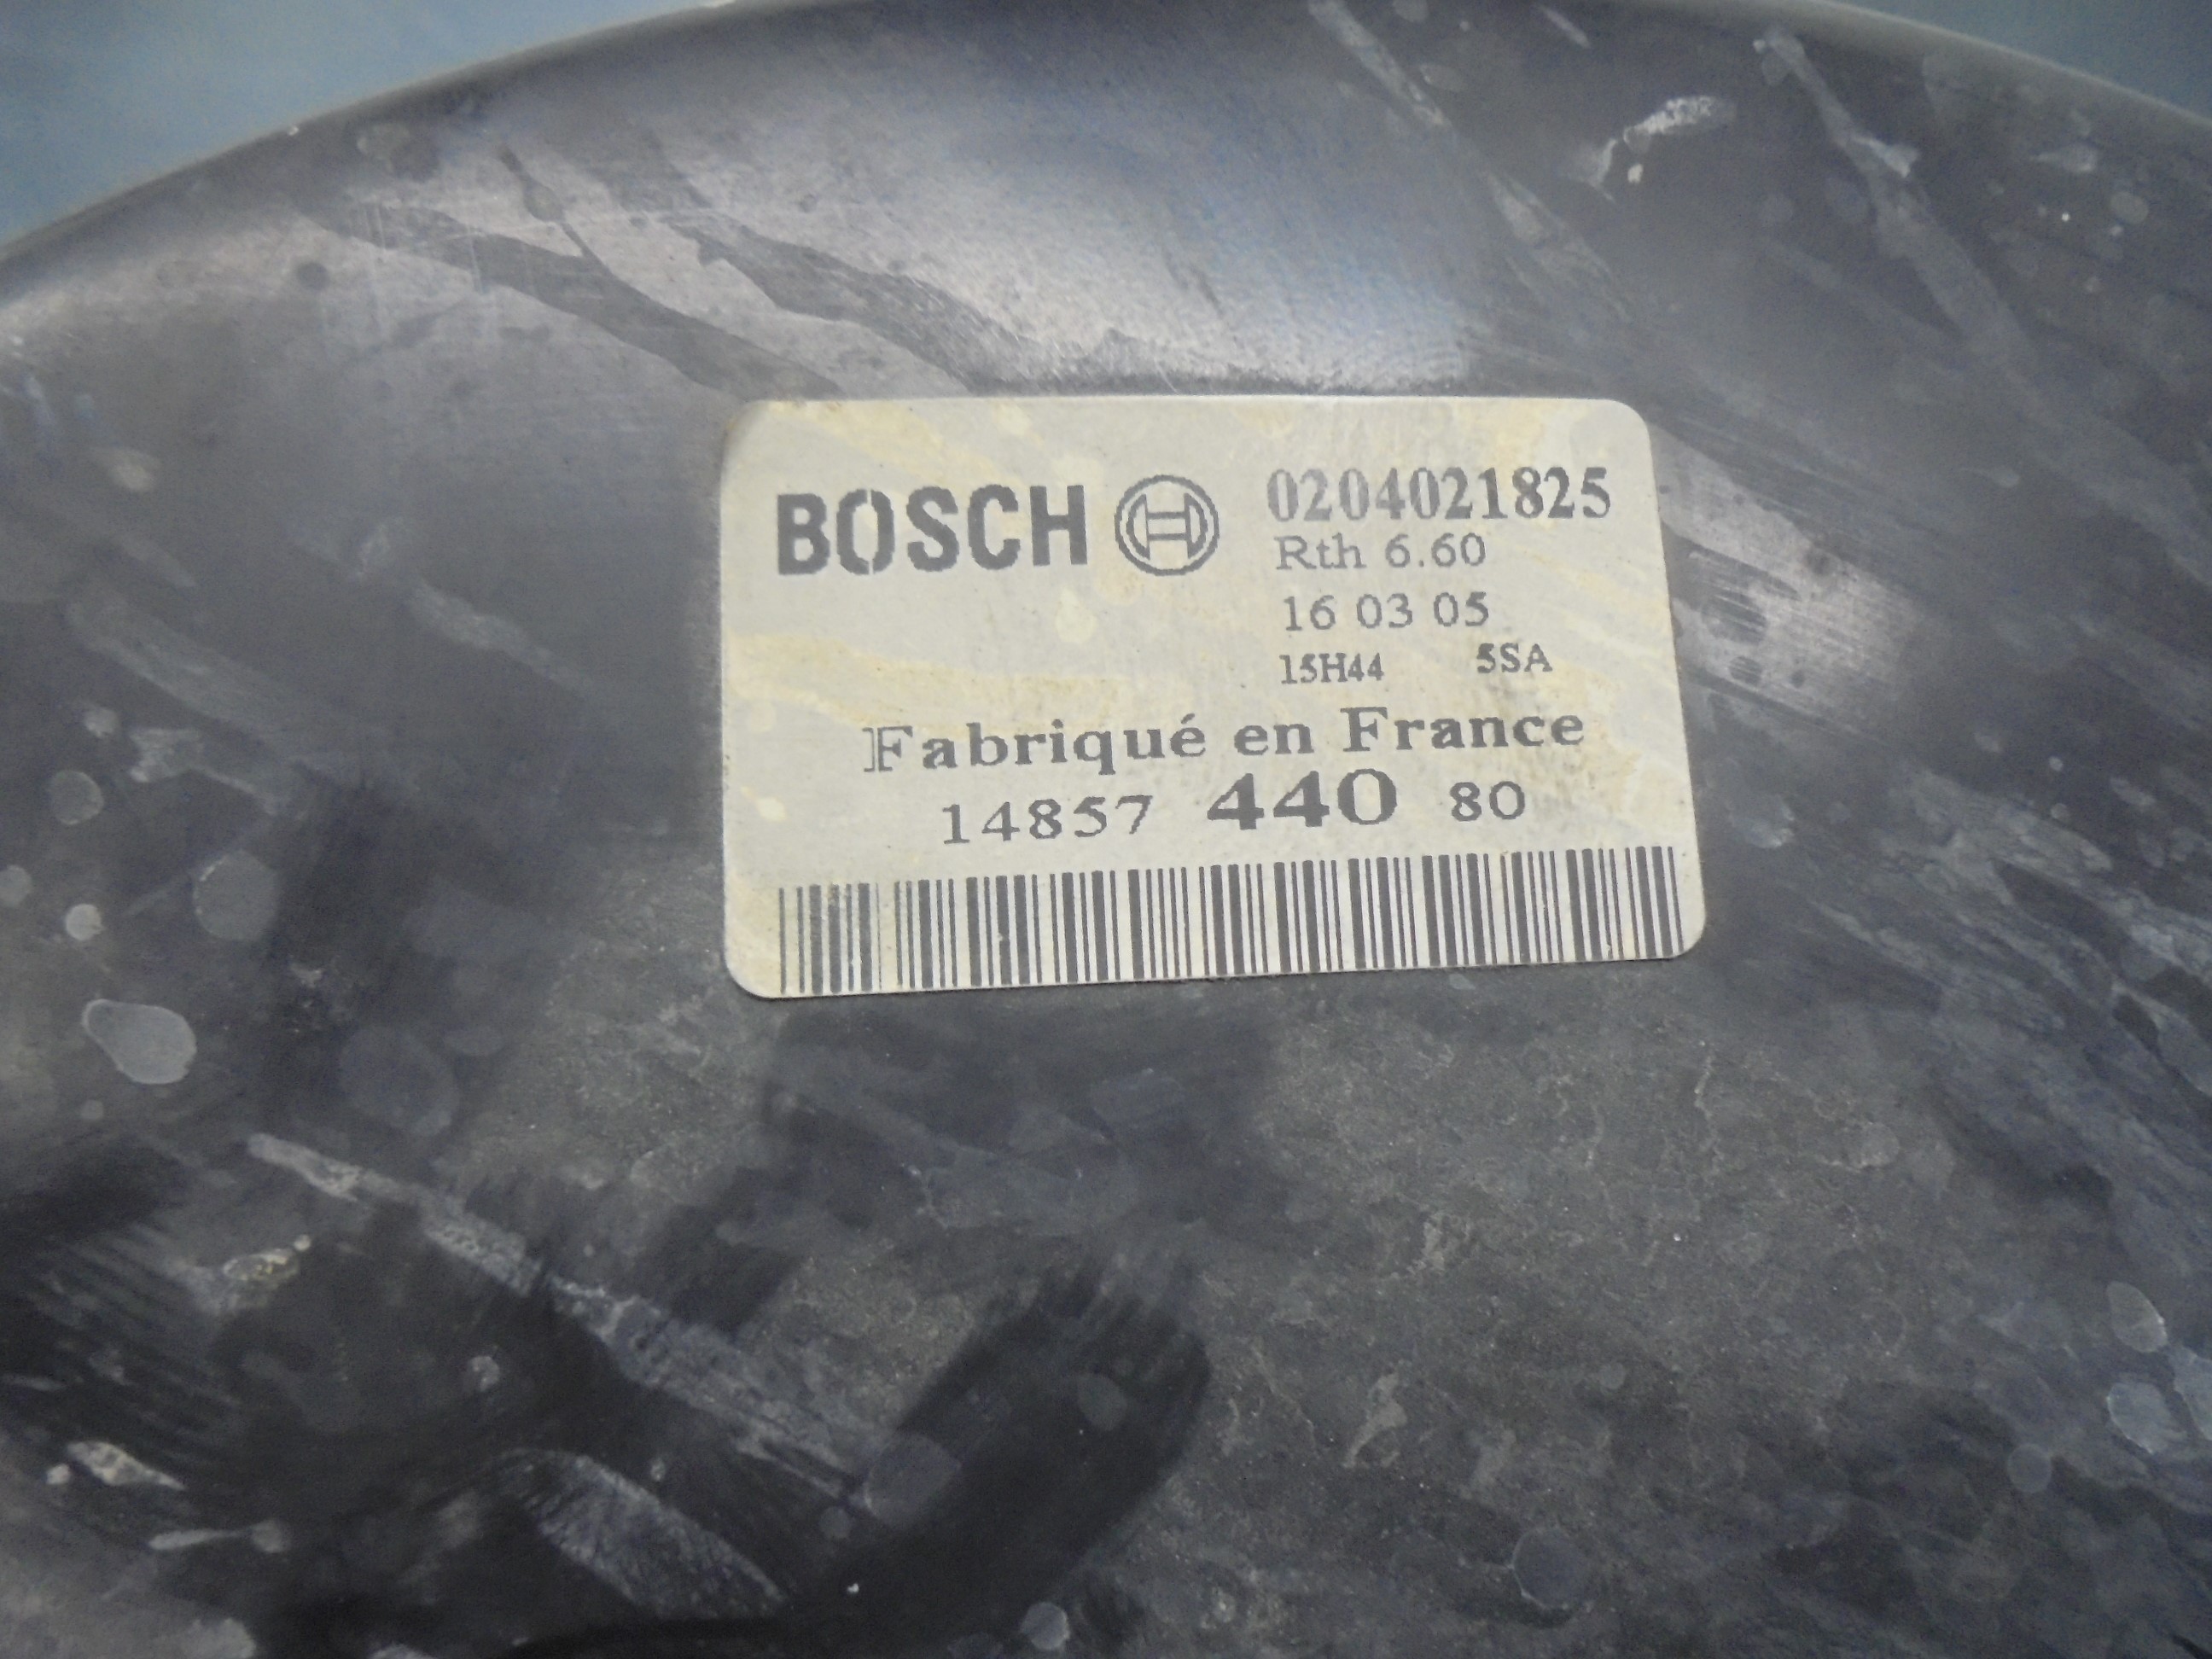 BOSCH 0204021825
Rth 6.60
16 03 05
15H44 5SA
Fabriqué en France
14857 440 80